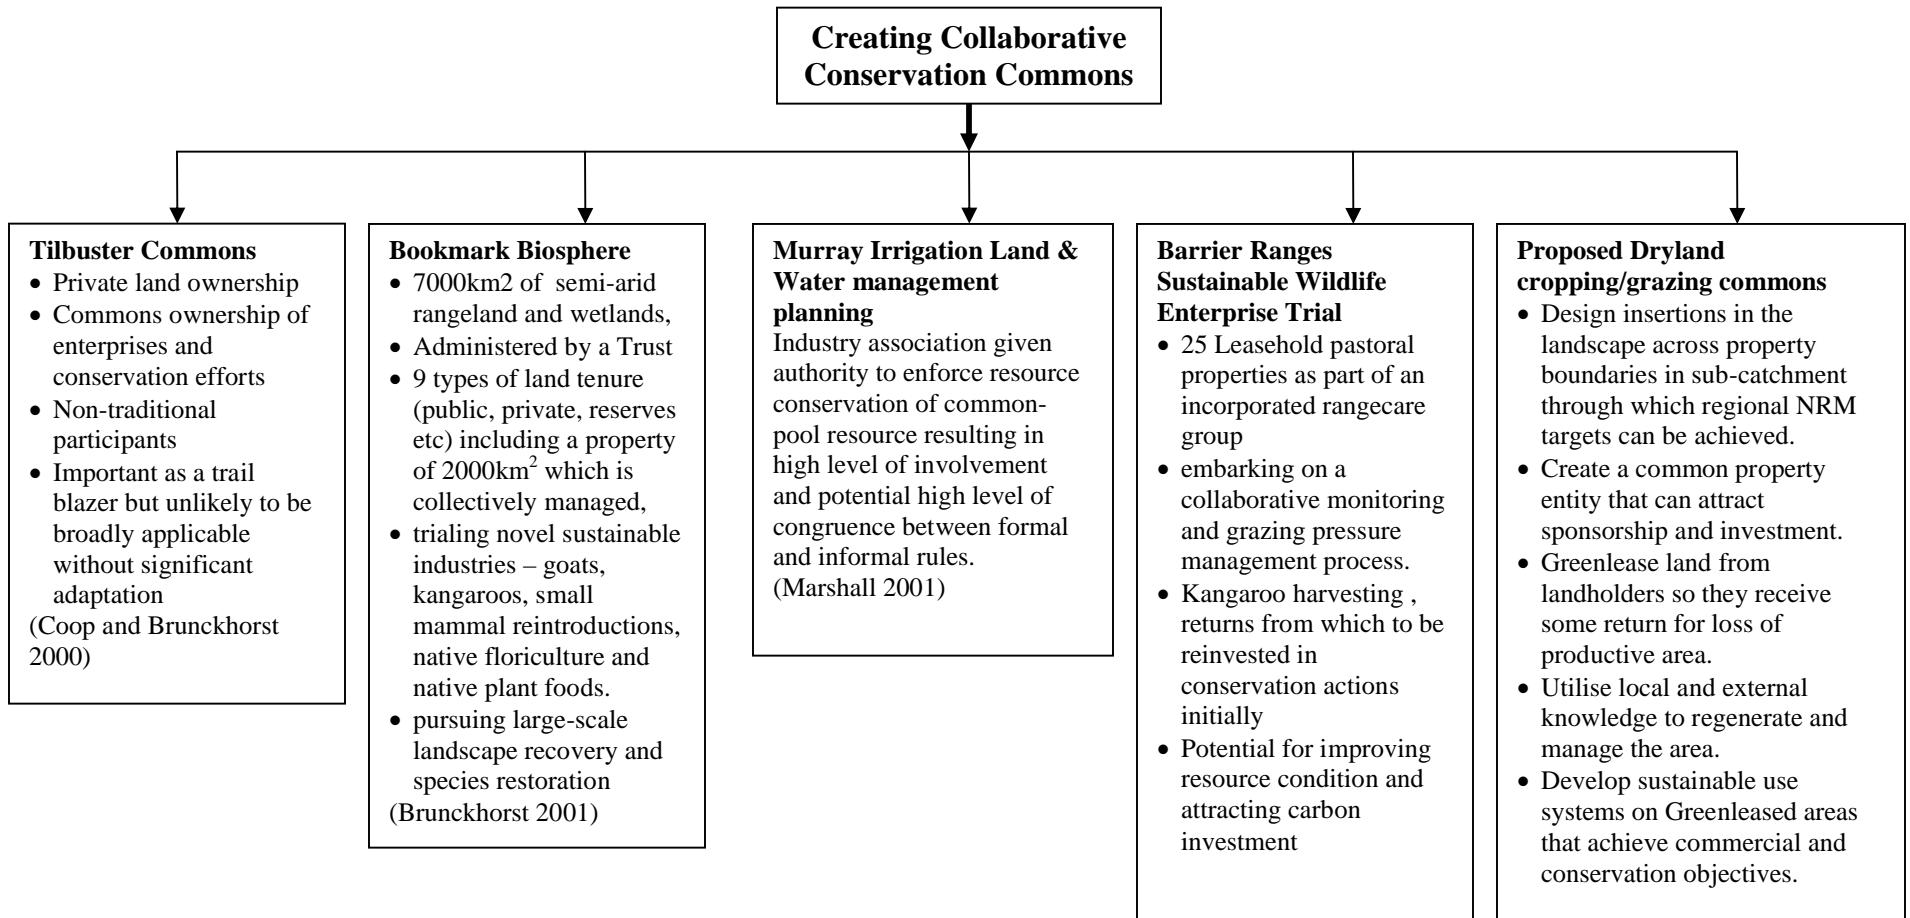 Creating Collaborative
Conservation Commons
Tilbuster Commons
• Private land ownership
• Commons ownership of
enterprises and
conservation efforts
• Non-traditional
participants
• Important as a trail
blazer but unlikely to be
broadly applicable
without significant
adaptation
(Coop and Brunckhorst
2000)
Bookmark Biosphere
• 7000km2 of semi-arid
rangeland and wetlands,
• Administered by a Trust
• 9 types of land tenure
(public, private, reserves
etc) including a property
of 2000km² which is
collectively managed,
• trialing novel sustainable
industries – goats,
kangaroos, small
mammal reintroductions,
native floriculture and
native plant foods.
• pursuing large-scale
landscape recovery and
species restoration
(Brunckhorst 2001)
Murray Irrigation Land &
Water management
planning
Industry association given
authority to enforce resource
conservation of common-
pool resource resulting in
high level of involvement
and potential high level of
congruence between formal
and informal rules.
(Marshall 2001)
Barrier Ranges
Sustainable Wildlife
Enterprise Trial
• 25 Leasehold pastoral
properties as part of an
incorporated rangecare
group
• embarking on a
collaborative monitoring
and grazing pressure
management process.
• Kangaroo harvesting ,
returns from which to be
reinvested in
conservation actions
initially
• Potential for improving
resource condition and
attracting carbon
investment
Proposed Dryland
cropping/grazing commons
• Design insertions in the
landscape across property
boundaries in sub-catchment
through which regional NRM
targets can be achieved.
• Create a common property
entity that can attract
sponsorship and investment.
• Greenlease land from
landholders so they receive
some return for loss of
productive area.
• Utilise local and external
knowledge to regenerate and
manage the area.
• Develop sustainable use
systems on Greenleased areas
that achieve commercial and
conservation objectives.